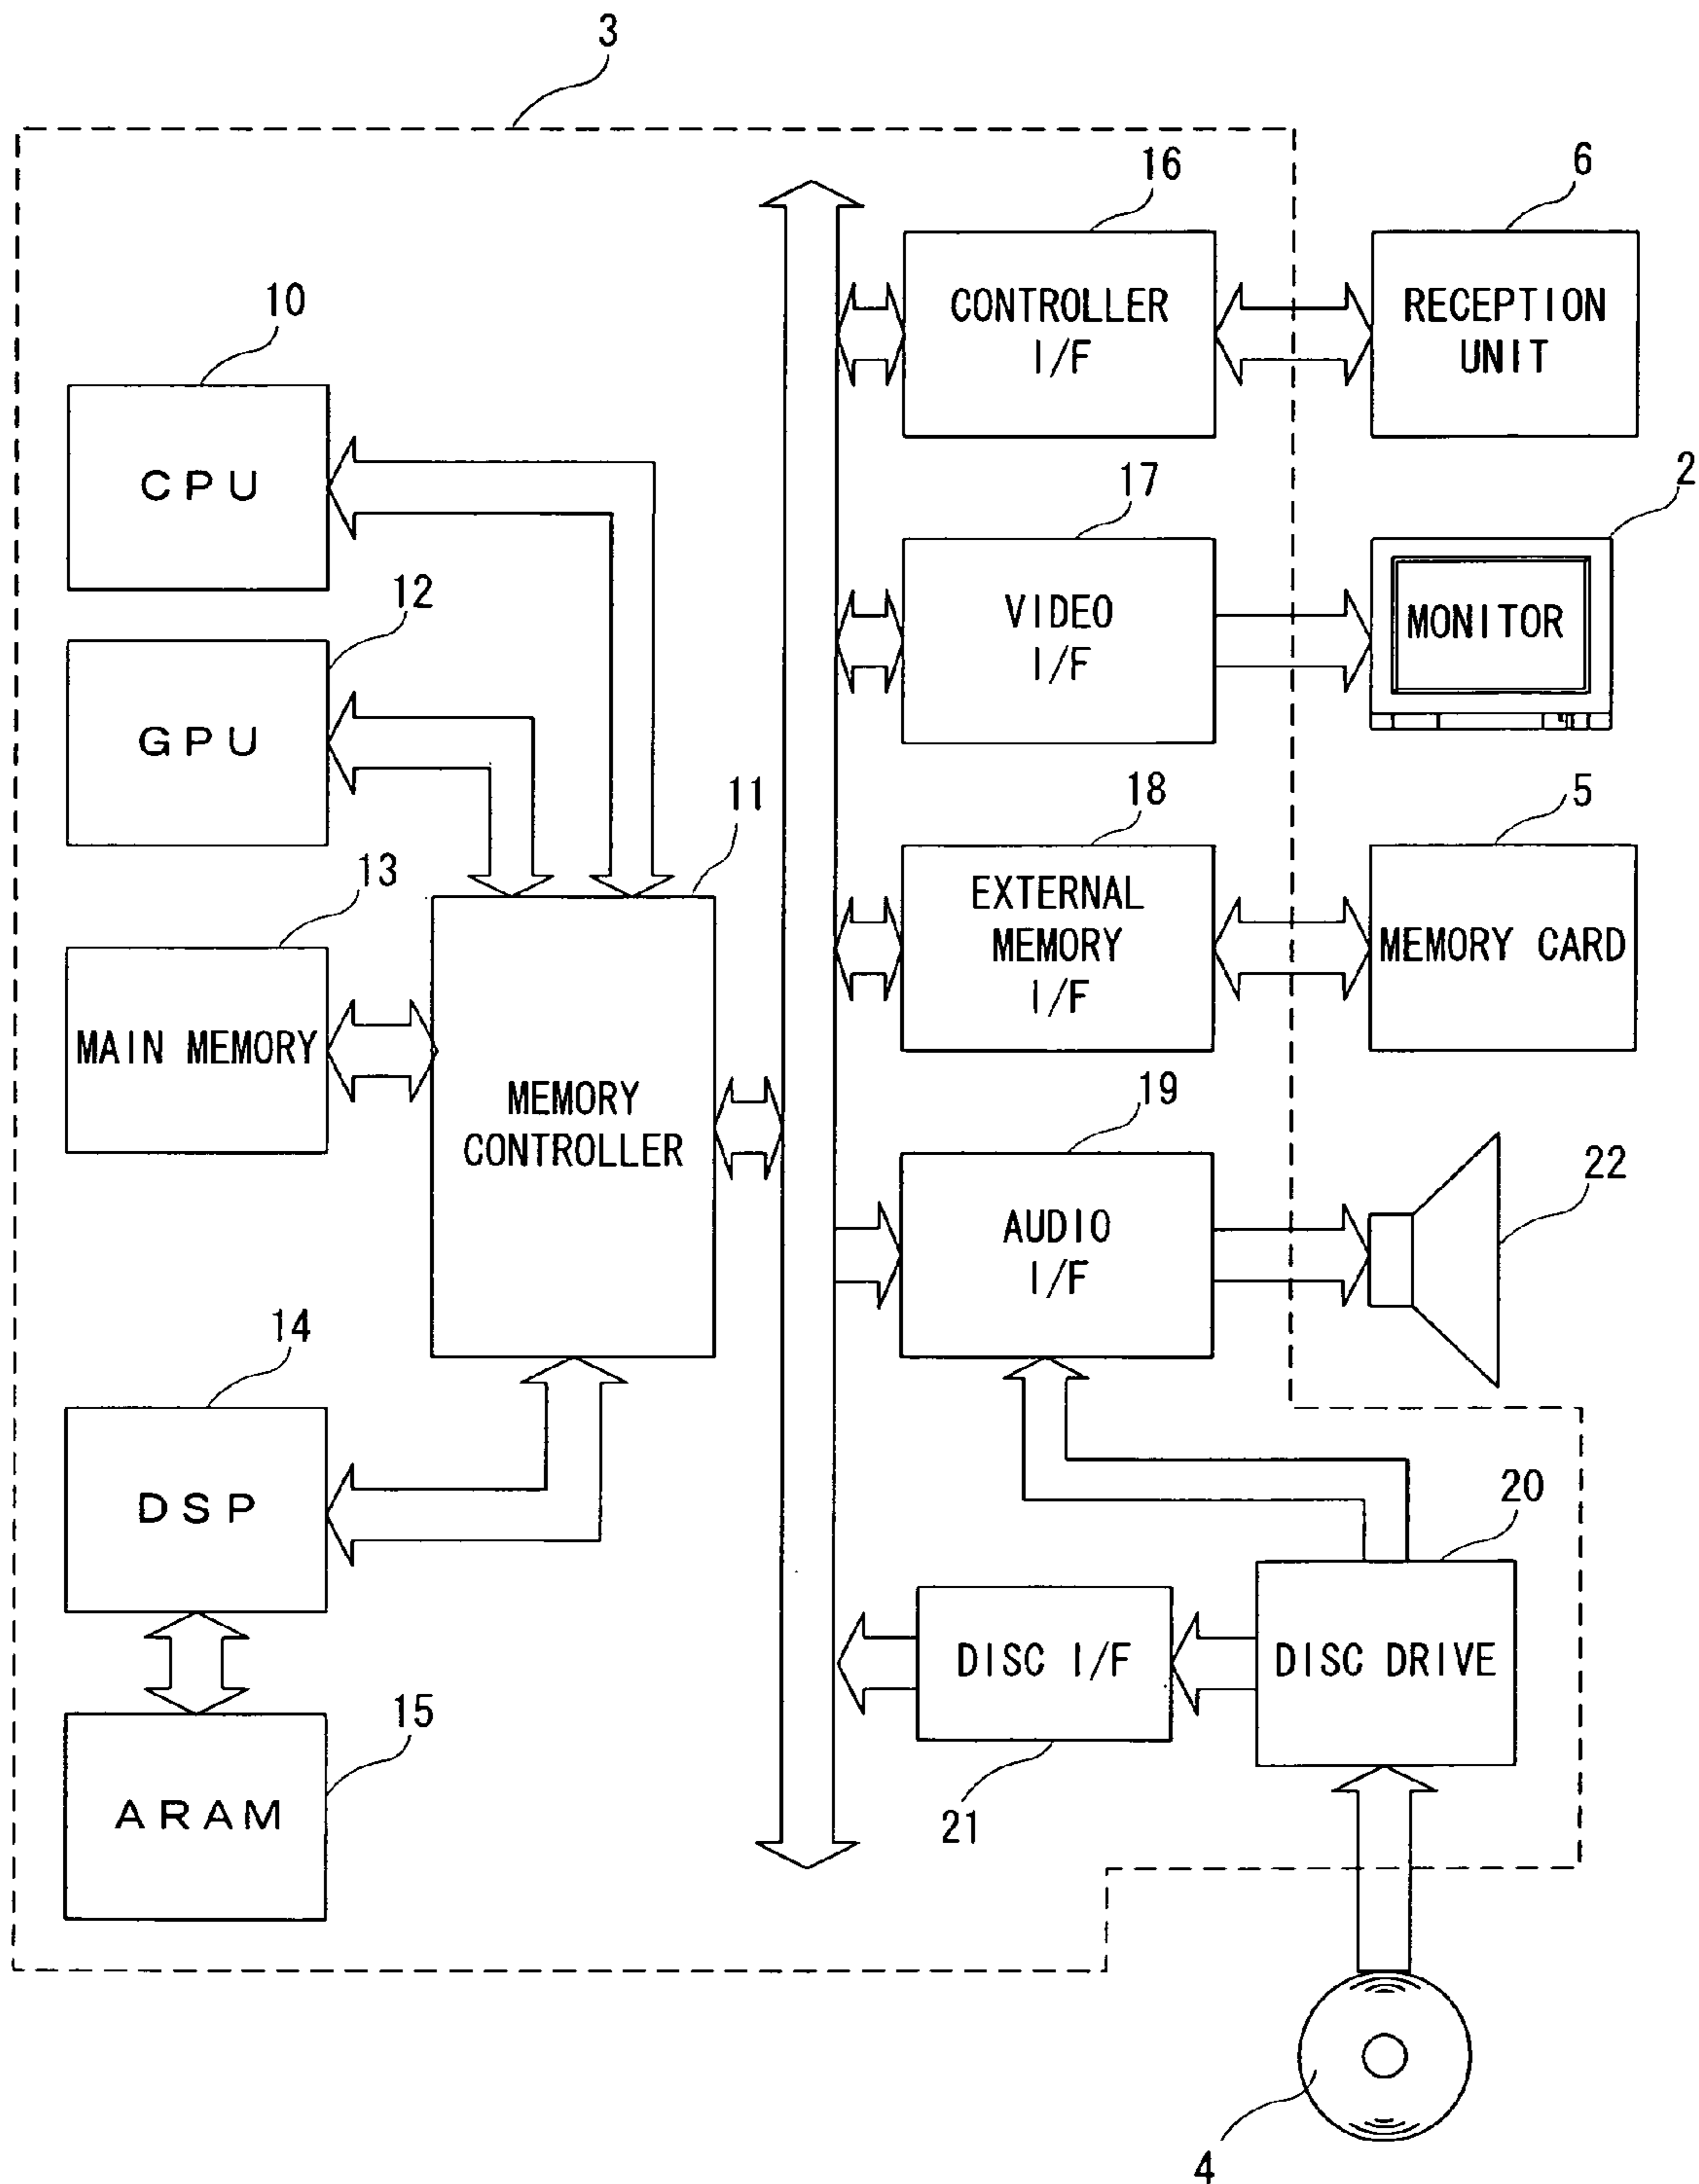 3
16
6
CONTROLLER
I/F
RECEPTION
UNIT
10
CPU
17
2
VIDEO
I/F
MONITOR
12
GPU
11
18
5
EXTERNAL
MEMORY
I/F
MEMORY CARD
13
MAIN MEMORY
MEMORY
CONTROLLER
19
22
AUDIO
I/F
14
DSP
20
DISC I/F
DISC DRIVE
15
ARAM
21
4